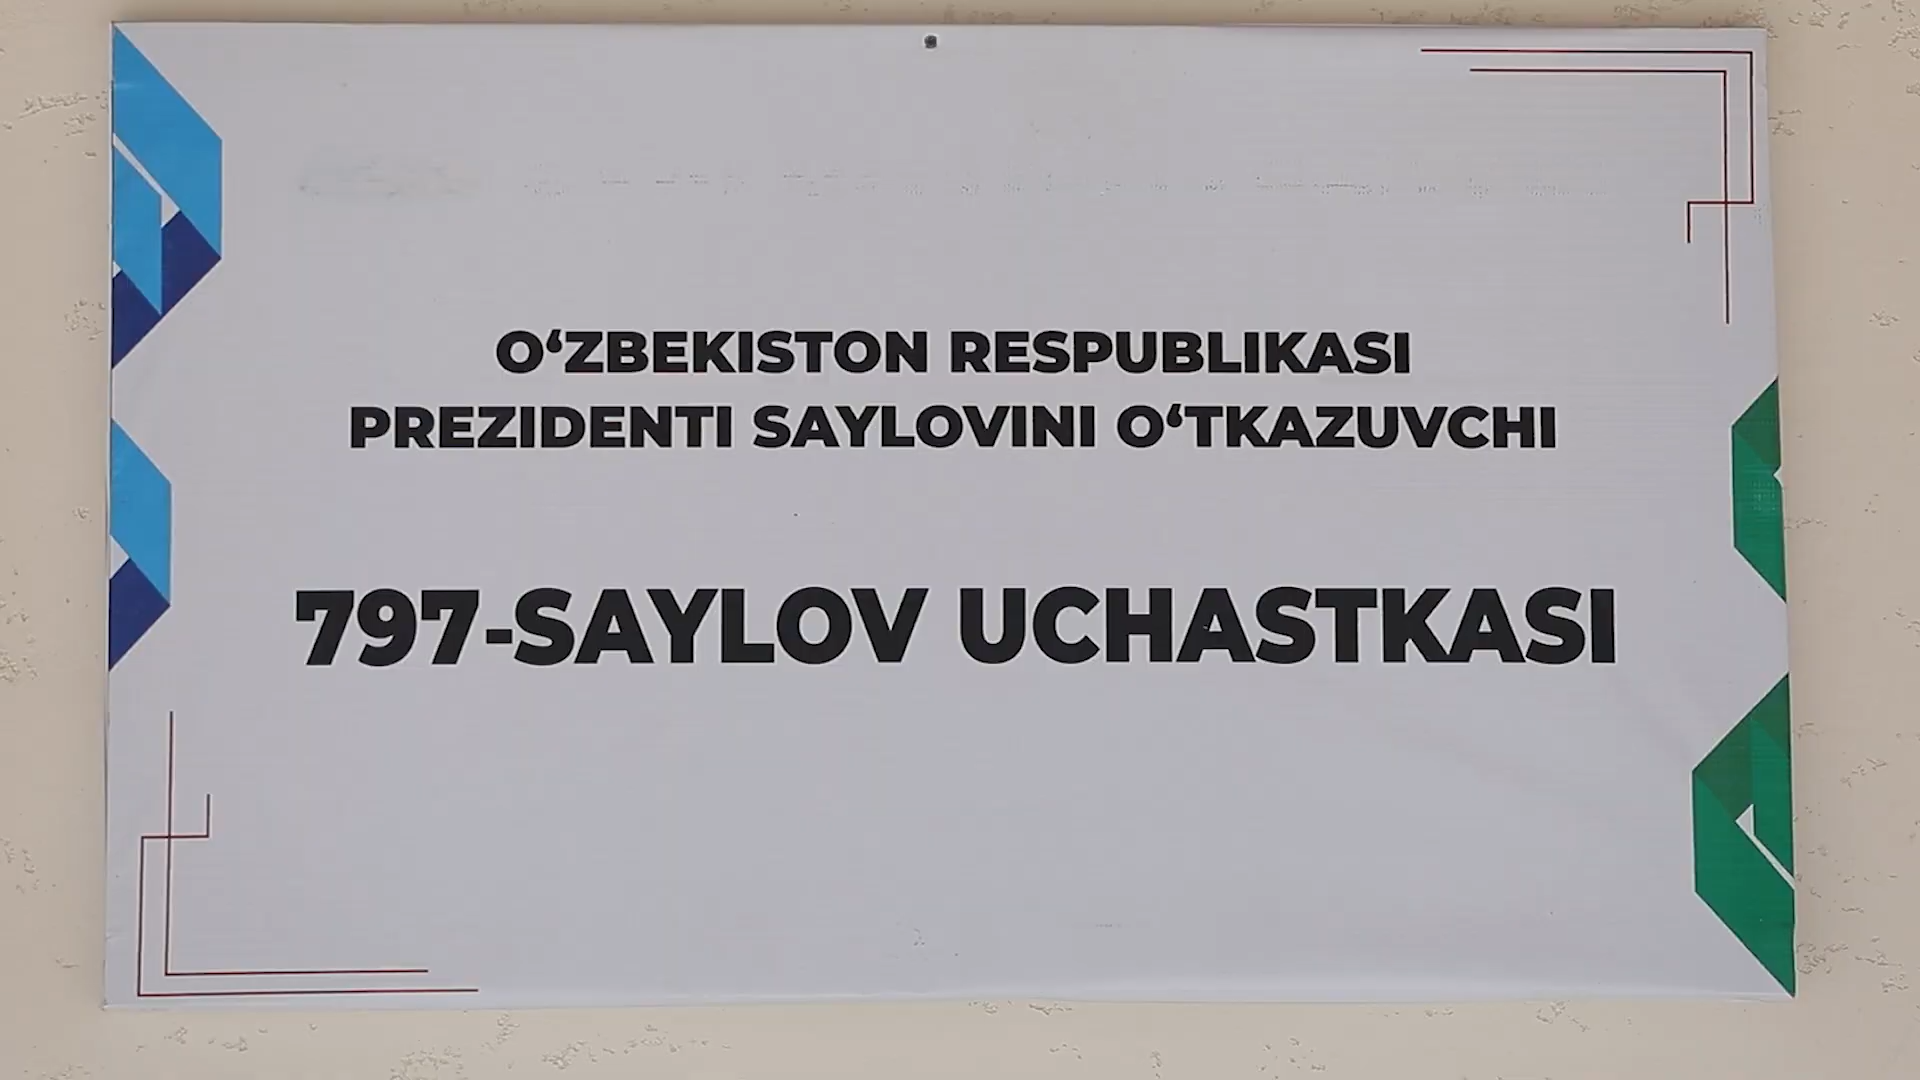 O‘ZBEKISTON RESPUBLIKASI
PREZIDENTI SAYLOVINI O‘TKAZUVCHI
797-SAYLOV UCHASTKASI